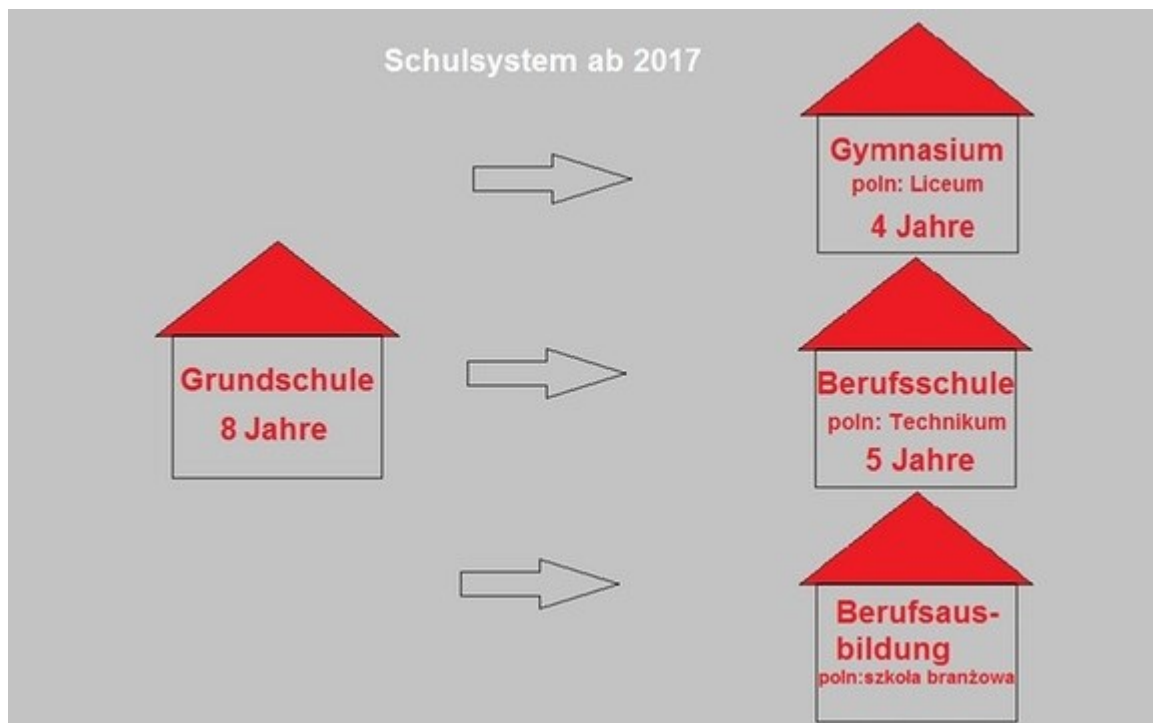 Schulsystem ab 2017
Gymnasium
poln: Liceum
4 Jahre
Grundschule
8 Jahre
Berufsschule
poln: Technikum
5 Jahre
Berufsaus-
bildung
poln:szkoła branżowa